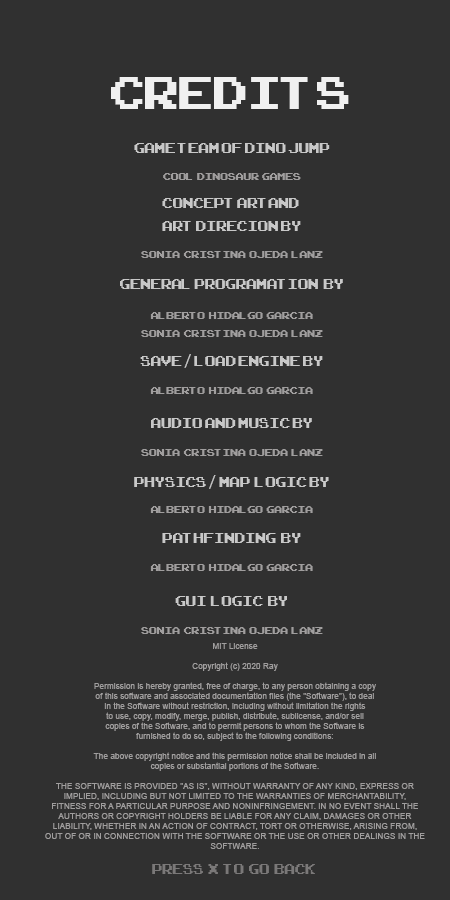 CREDITS
GAME TEAM OF DINO JUMP
COOL DINOSAUR GAMES
CONCEPT ART AND
ART DIRECION BY
SONIA CRISTINA OJEDA LANZ
GENERAL PROGRAMATION BY
ALBERTO HIDALGO GARCIA
SONIA CRISTINA OJEDA LANZ
SAVE / LOAD ENGINE BY
ALBERTO HIDALGO GARCIA
AUDIO AND MUSIC BY
SONIA CRISTINA OJEDA LANZ
PHYSICS / MAP LOGIC BY
ALBERTO HIDALGO GARCIA
PATHFINDING BY
ALBERTO HIDALGO GARCIA
GUI LOGIC BY
SONIA CRISTINA OJEDA LANZ
MIT License
Copyright (c) 2020 Ray
Permission is hereby granted, free of charge, to any person obtaining a copy
of this software and associated documentation files (the "Software"), to deal
in the Software without restriction, including without limitation the rights
to use, copy, modify, merge, publish, distribute, sublicense, and/or sell
copies of the Software, and to permit persons to whom the Software is
furnished to do so, subject to the following conditions:
The above copyright notice and this permission notice shall be included in all
copies or substantial portions of the Software.
THE SOFTWARE IS PROVIDED "AS IS", WITHOUT WARRANTY OF ANY KIND, EXPRESS OR
IMPLIED, INCLUDING BUT NOT LIMITED TO THE WARRANTIES OF MERCHANTABILITY,
FITNESS FOR A PARTICULAR PURPOSE AND NONINFRINGEMENT. IN NO EVENT SHALL THE
AUTHORS OR COPYRIGHT HOLDERS BE LIABLE FOR ANY CLAIM, DAMAGES OR OTHER
LIABILITY, WHETHER IN AN ACTION OF CONTRACT, TORT OR OTHERWISE, ARISING FROM,
OUT OF OR IN CONNECTION WITH THE SOFTWARE OR THE USE OR OTHER DEALINGS IN THE
SOFTWARE.
PRESS X TO GO BACK